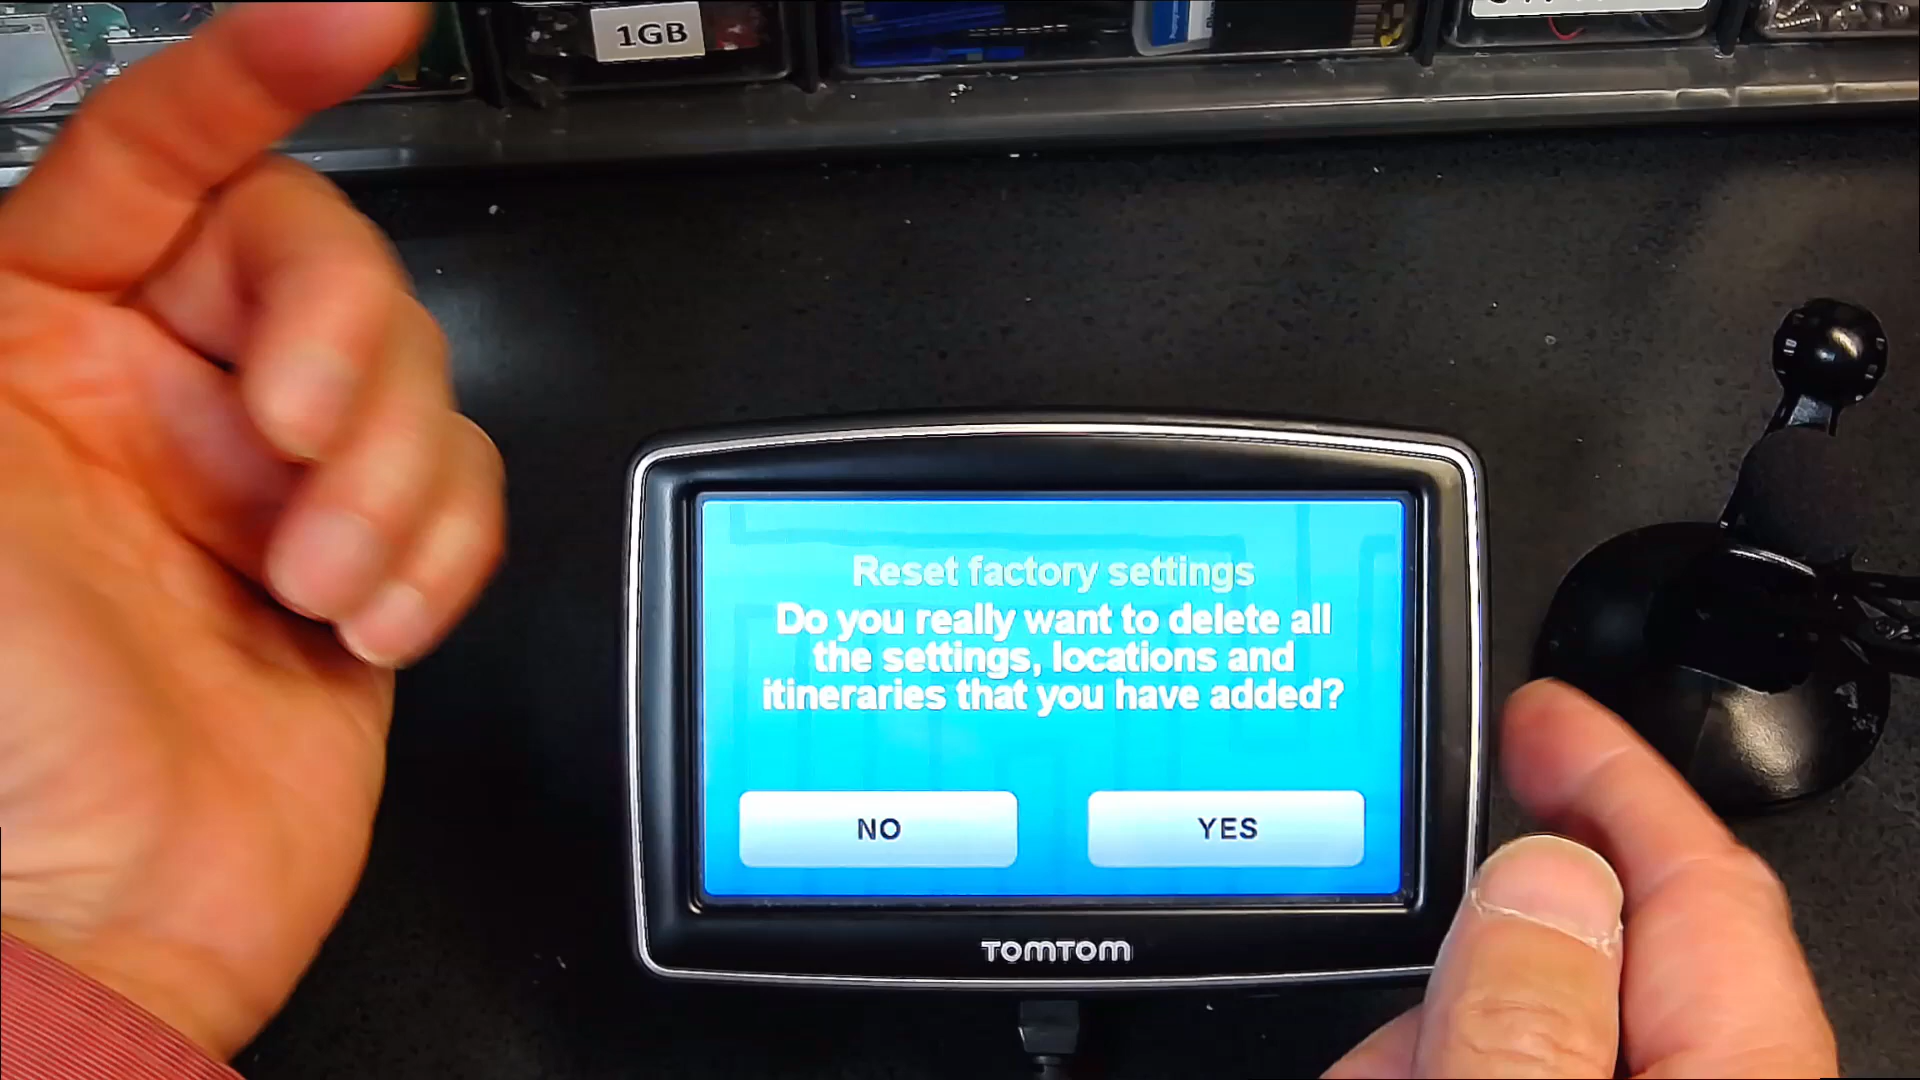 1GB
Reset factory settings
Do you really want to delete all
the settings, locations and
itineraries that you have added?
NO YES
TOMTOM